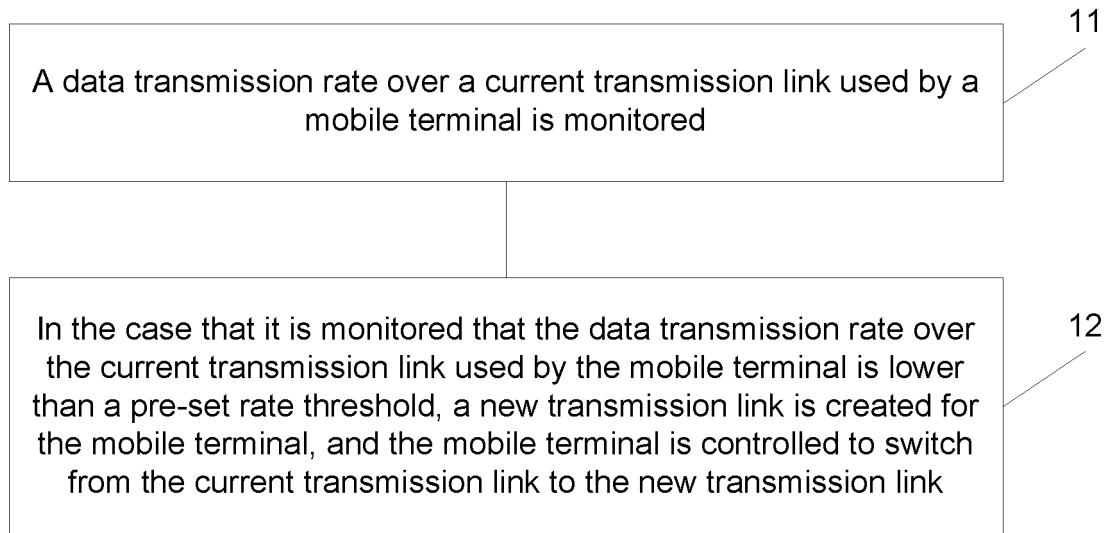 11
A data transmission rate over a current transmission link used by a
mobile terminal is monitored
12
In the case that it is monitored that the data transmission rate over
the current transmission link used by the mobile terminal is lower
than a pre-set rate threshold, a new transmission link is created for
the mobile terminal, and the mobile terminal is controlled to switch
from the current transmission link to the new transmission link